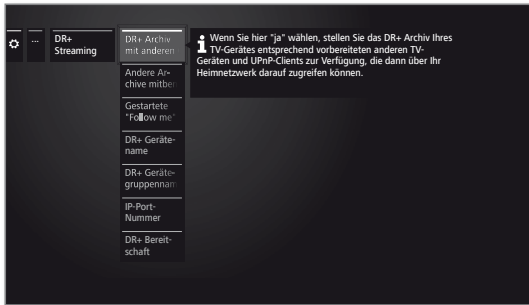 ...
DR+
Streaming
DR+ Archiv
mit anderen
Andere Ar-
chive mitben
Gestartete
"Follow me"
DR+ Geräte-
name
DR+ Geräte-
gruppennam
IP-Port-
Nummer
DR+ Bereit-
schaft
Wenn Sie hier "ja" wählen, stellen Sie das DR+ Archiv Ihres
TV-Gerätes entsprechend vorbereiteten anderen TV-
Geräten und UPnP-Clients zur Verfügung, die dann über Ihr
Heimnetzwerk darauf zugreifen können.